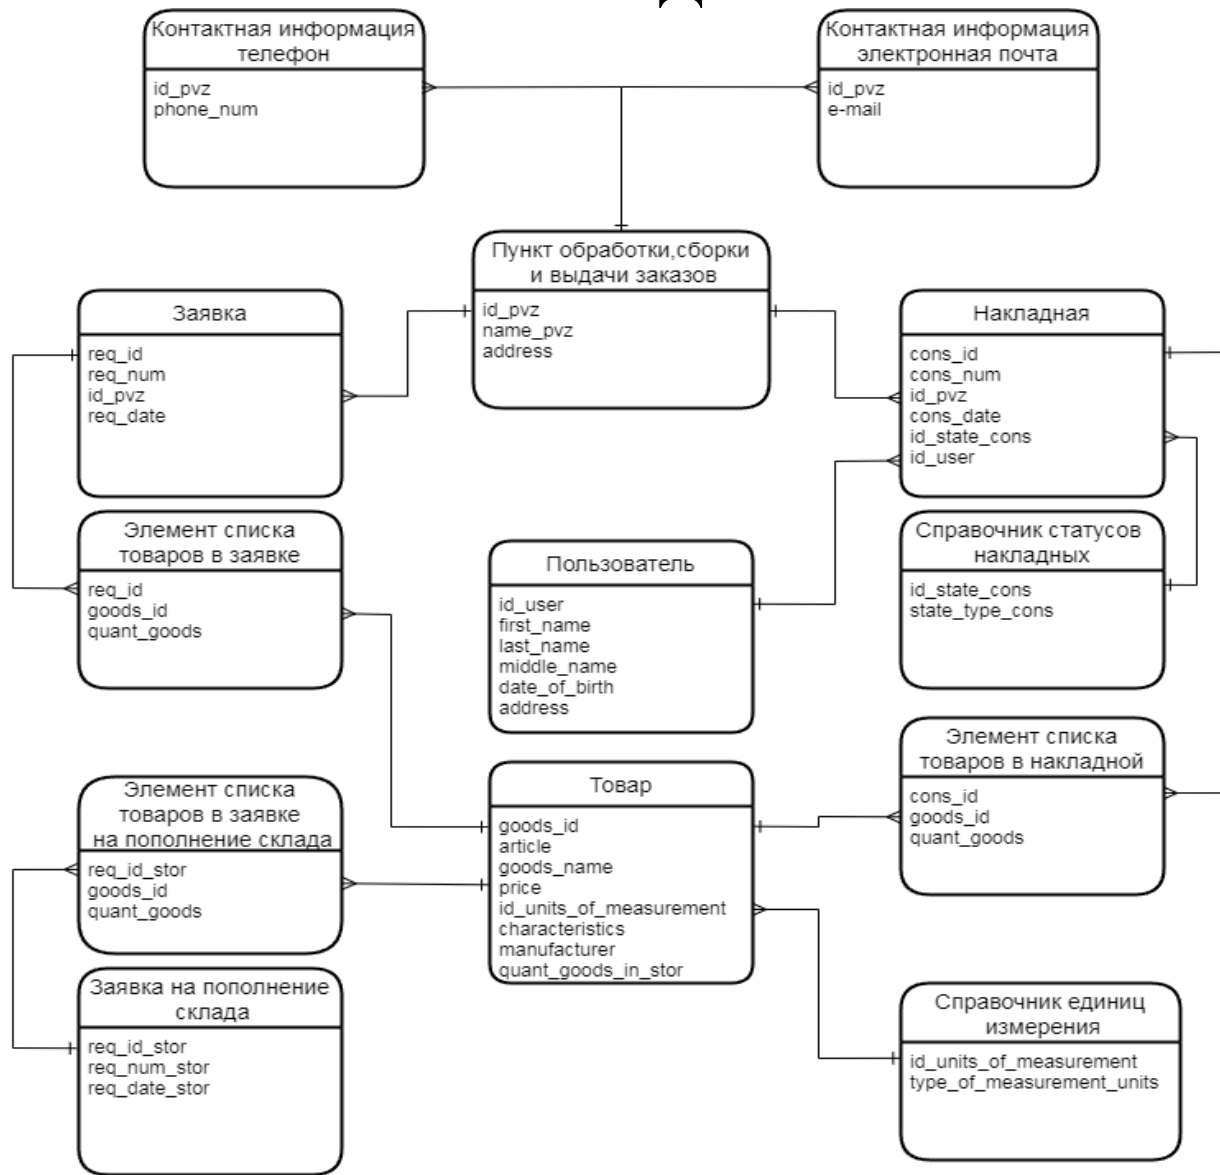 Контактная информация
телефон
id_pvz
phone_num
Контактная информация
электронная почта
id_pvz
e-mail
Пункт обработки,сборки
и выдачи заказов
id_pvz
name_pvz
address
Заявка
req_id
req_num
id_pvz
req_date
Накладная
cons_id
cons_num
id_pvz
cons_date
id_state_cons
id_user
Элемент списка
товаров в заявке
req_id
goods_id
quant_goods
Пользователь
id_user
first_name
last_name
middle_name
date_of_birth
address
Справочник статусов
накладных
id_state_cons
state_type_cons
Элемент списка
товаров в заявке
на пополнение склада
req_id_stor
goods_id
quant_goods
Товар
goods_id
article
goods_name
price
id_units_of_measurement
characteristics
manufacturer
quant_goods_in_stor
Элемент списка
товаров в накладной
cons_id
goods_id
quant_goods
Заявка на пополнение
склада
req_id_stor
req_num_stor
req_date_stor
Справочник единиц
измерения
id_units_of_measurement
type_of_measurement_units